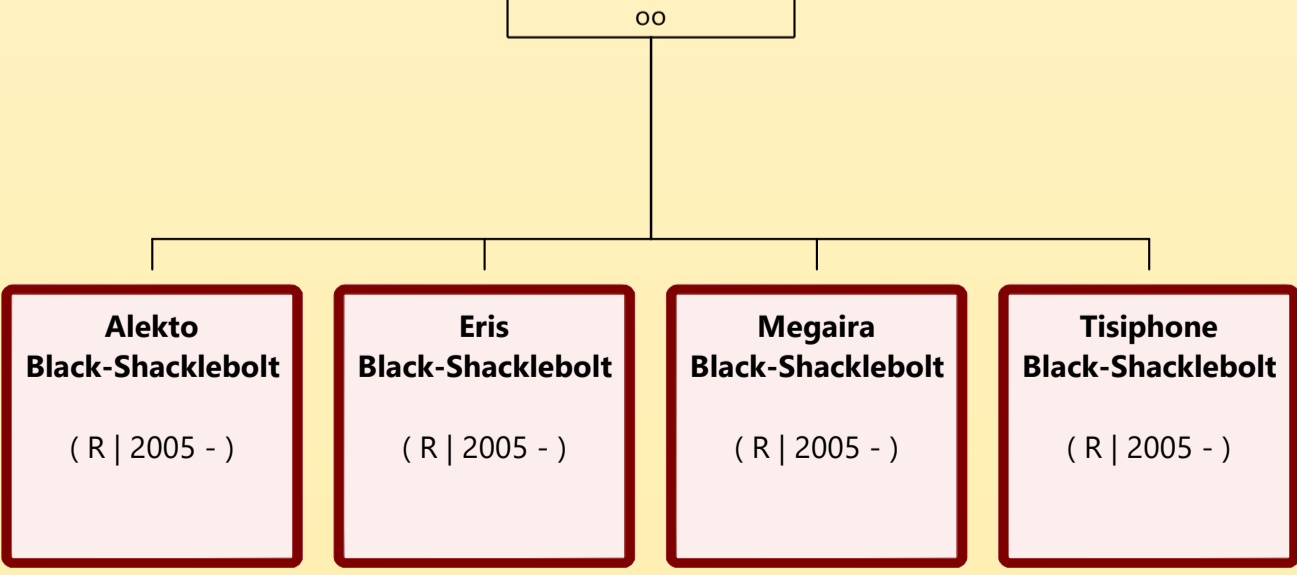 oo
Alekto
Black-Shacklebolt
( R | 2005 - )
Eris
Black-Shacklebolt
( R | 2005 - )
Megaira
Black-Shacklebolt
( R | 2005 - )
Tisiphone
Black-Shacklebolt
( R | 2005 - )